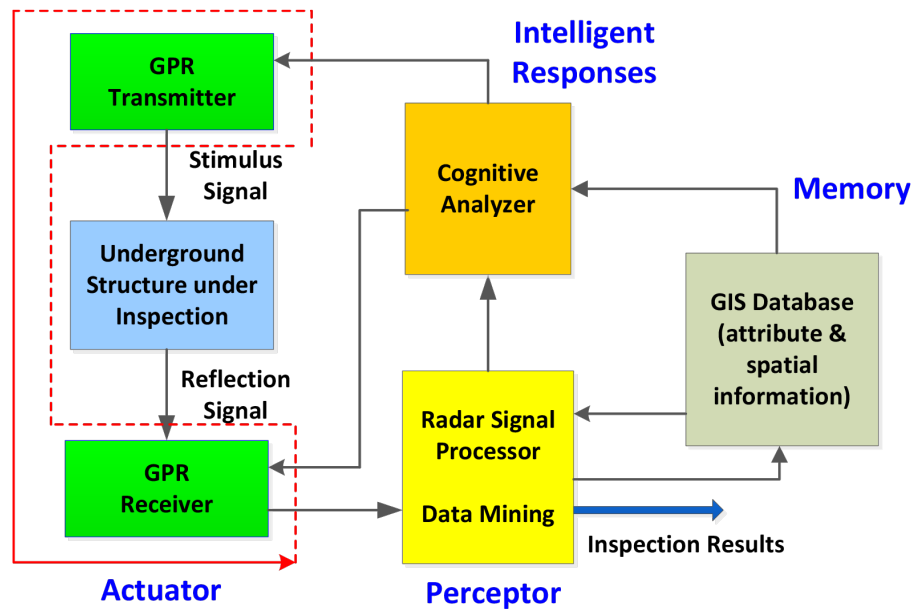 GPR
Transmitter
Stimulus
Signal
Underground
Structure under
Inspection
Reflection
Signal
GPR
Receiver
Actuator
Intelligent
Responses
Cognitive
Analyzer
Radar Signal
Processor
Data Mining
Perceptor
Memory
GIS Database
(attribute &
spatial
information)
Inspection Results